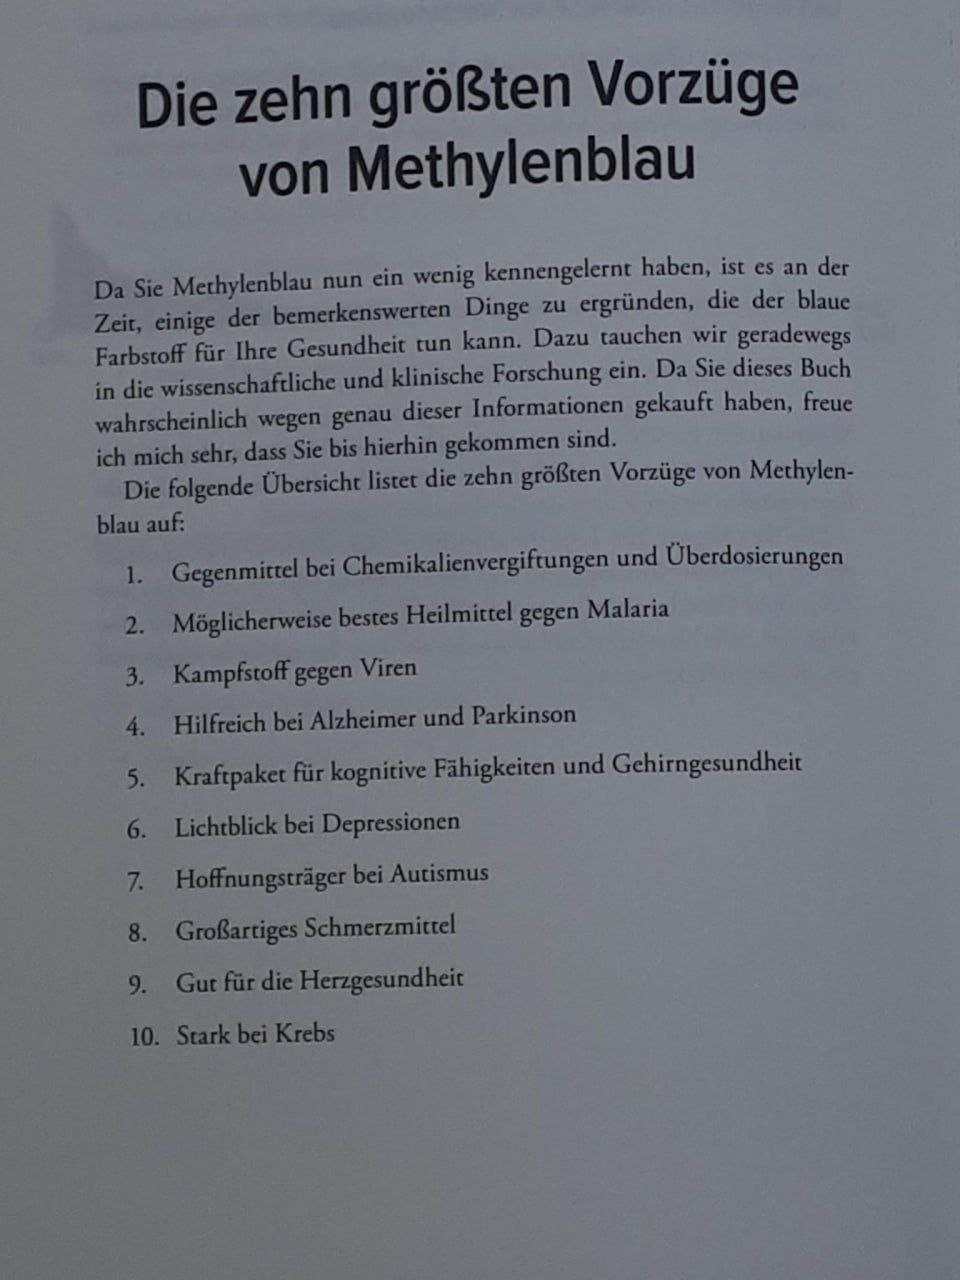 Die zehn größten Vorzüge
von Methylenblau
Da Sie Methylenblau nun ein wenig kennengelernt haben, ist es an der
Zeit, einige der bemerkenswerten Dinge zu ergründen, die der blaue
Farbstoff für Ihre Gesundheit tun kann. Dazu tauchen wir geradewegs
in die wissenschaftliche und klinische Forschung ein. Da Sie dieses Buch
wahrscheinlich wegen genau dieser Informationen gekauft haben, freue
ich mich sehr, dass Sie bis hierhin gekommen sind.
Die folgende Übersicht listet die zehn größten Vorzüge von Methylen-
blau auf:
1. Gegenmittel bei Chemikalienvergiftungen und Überdosierungen
2. Möglicherweise bestes Heilmittel gegen Malaria
3. Kampfstoff gegen Viren
4. Hilfreich bei Alzheimer und Parkinson
5. Kraftpaket für kognitive Fähigkeiten und Gehirngesundheit
6. Lichtblick bei Depressionen
7. Hoffnungsträger bei Autismus
8. Großartiges Schmerzmittel
9. Gut für die Herzgesundheit
10. Stark bei Krebs